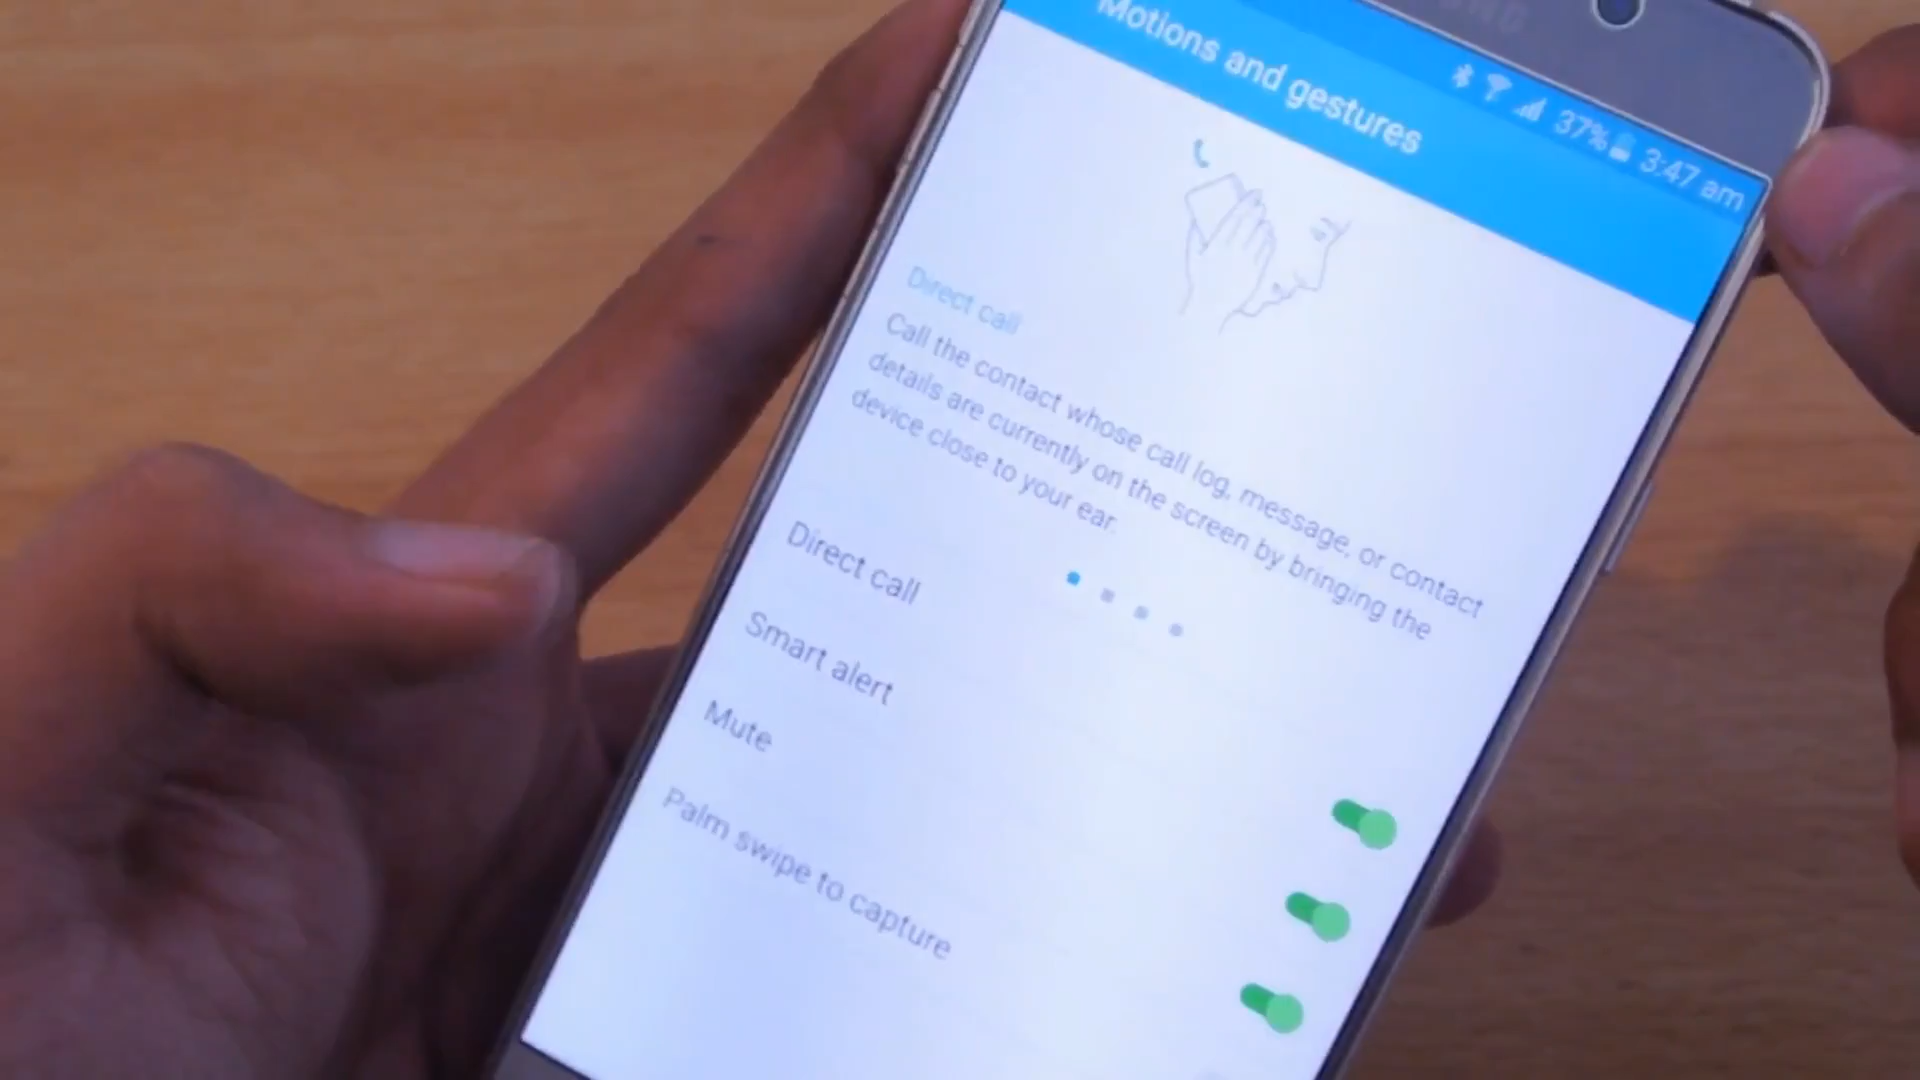 37% 3:47 am
Motions and gestures
Direct call
Call the contact whose call log, message, or contact
details are currently on the screen by bringing the
device close to your ear.
Direct call
Smart alert
Mute
Palm swipe to capture